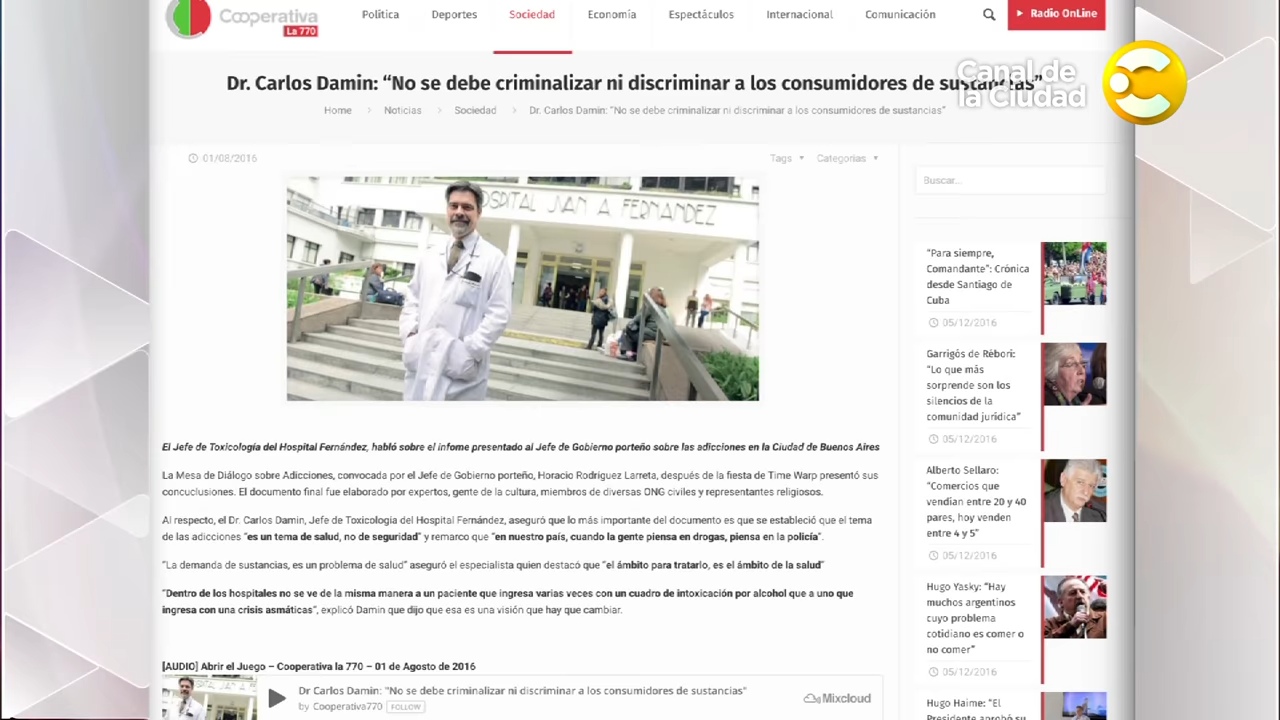 Cooperativa
La 770
Política
Deportes
Sociedad
Economía
Espectáculos
Internacional
Comunicación
Radio OnLine
Canal de
la Ciudad
Dr. Carlos Damin: “No se debe criminalizar ni discriminar a los consumidores de sustancias”
Home > Noticias > Sociedad > Dr. Carlos Damin: “No se debe criminalizar ni discriminar a los consumidores de sustancias”
01/08/2016
Tags
Categorias
HOSPITAL JVAN A FERNANDEZ
El Jefe de Toxicología del Hospital Fernández, habló sobre el infome presentado al Jefe de Gobierno porteño sobre las adicciones en la Ciudad de Buenos Aires
La Mesa de Diálogo sobre Adicciones, convocada por el Jefe de Gobierno porteño, Horacio Rodríguez Larreta, después de la fiesta de Time Warp presentó sus
concuclusiones. El documento final fue elaborado por expertos, gente de la cultura, miembros de diversas ONG civiles y representantes religiosos.
Al respecto, el Dr. Carlos Damin, Jefe de Toxicología del Hospital Fernández, aseguró que lo más importante del documento es que se estableció que el tema
de las adicciones “es un tema de salud, no de seguridad” y remarco que “en nuestro país, cuando la gente piensa en drogas, piensa en la policía”.
“La demanda de sustancias, es un problema de salud” aseguró el especialista quien destacó que “el ámbito para tratarlo, es el ámbito de la salud”
“Dentro de los hospitales no se ve de la misma manera a un paciente que ingresa varias veces con un cuadro de intoxicación por alcohol que a uno que
ingresa con una crisis asmáticas”, explicó Damin que dijo que esa es una visión que hay que cambiar.
[AUDIO] Abrir el Juego – Cooperativa la 770 – 01 de Agosto de 2016
Dr Carlos Damin: "No se debe criminalizar ni discriminar a los consumidores de sustancias"
by Cooperativa770 FOLLOW
Mixcloud
Buscar...
“Para siempre,
Comandante”: Crónica
desde Santiago de
Cuba
05/12/2016
Garrigós de Rébori:
“Lo que más
sorprende son los
silencios de la
comunidad jurídica”
05/12/2016
Alberto Sellaro:
“Comercios que
vendían entre 20 y 40
pares, hoy venden
entre 4 y 5”
05/12/2016
Hugo Yasky: “Hay
muchos argentinos
cuyo problema
cotidiano es comer o
no comer”
05/12/2016
Hugo Haime: “El
Presidente aprobó su